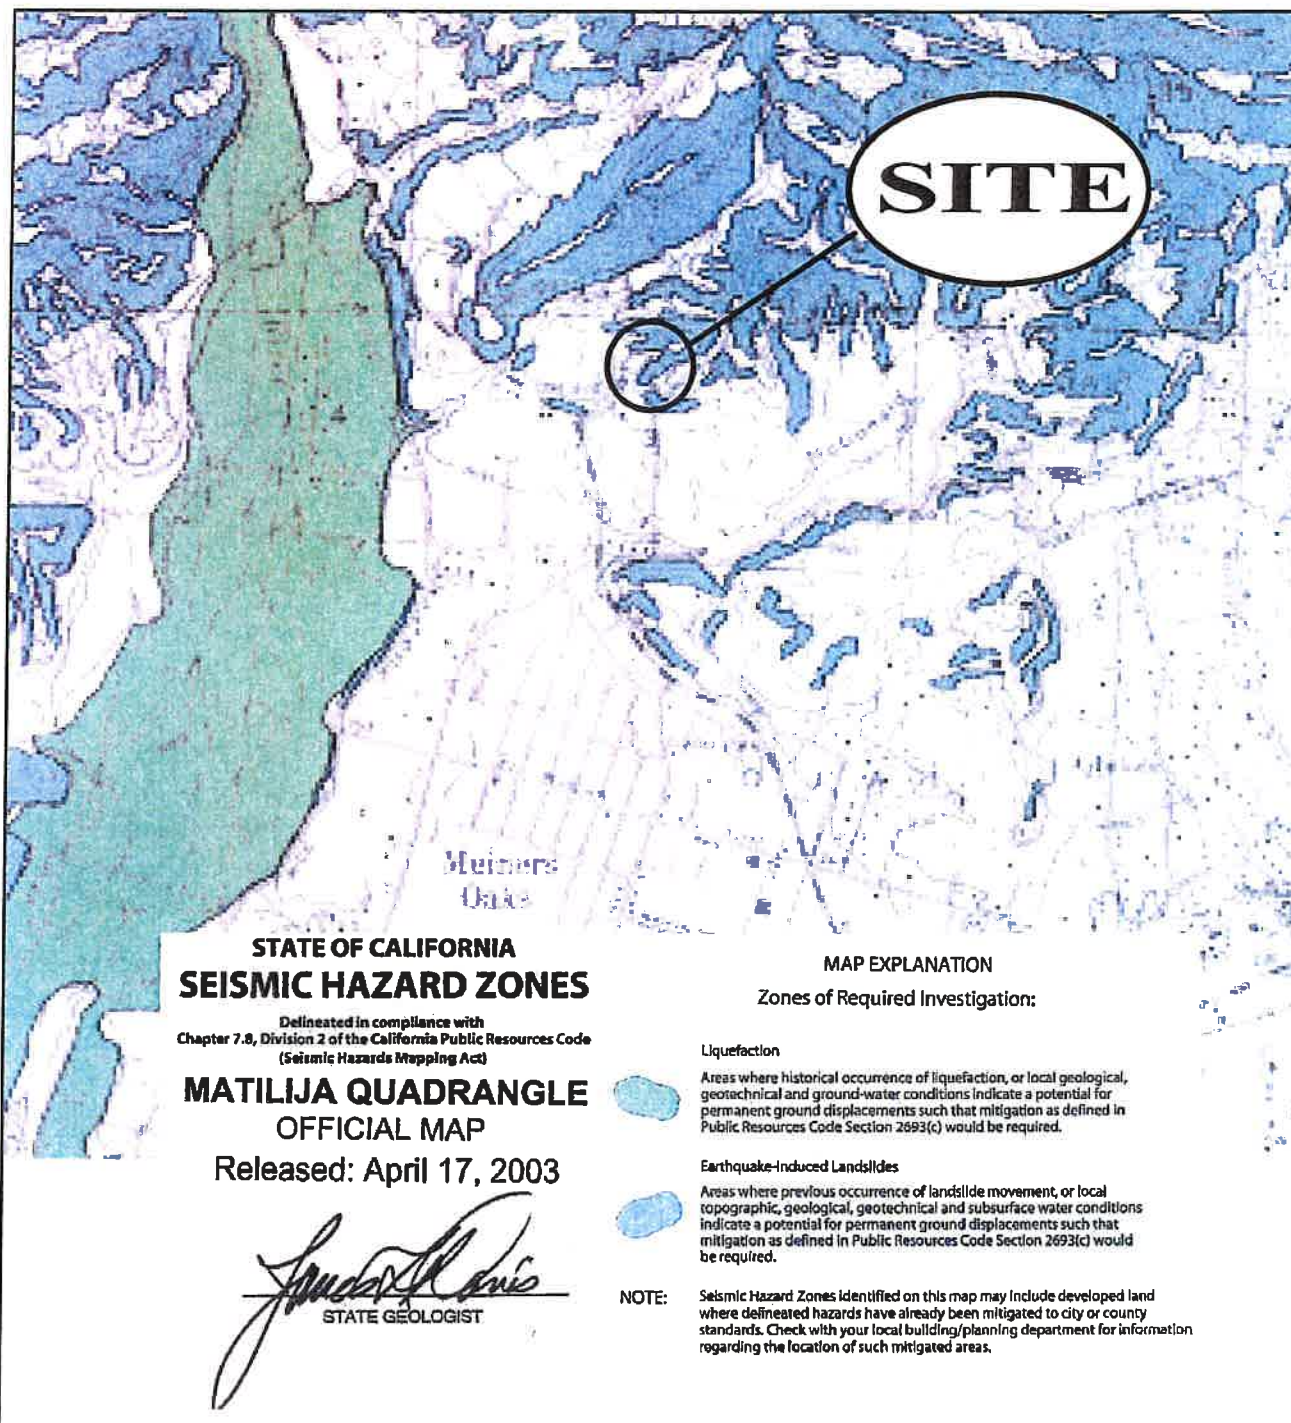 SITE
Meiners
Oaks
STATE OF CALIFORNIA
SEISMIC HAZARD ZONES
Delineated in compliance with
Chapter 7.8, Division 2 of the California Public Resources Code
(Seismic Hazards Mapping Act)
MATILIJA QUADRANGLE
OFFICIAL MAP
Released: April 17, 2003
STATE GEOLOGIST
MAP EXPLANATION
Zones of Required Investigation:
Liquefaction
Areas where historical occurrence of liquefaction, or local geological,
geotechnical and ground-water conditions indicate a potential for
permanent ground displacements such that mitigation as defined in
Public Resources Code Section 2693(c) would be required.
Earthquake-Induced Landslides
Areas where previous occurrence of landslide movement, or local
topographic, geological, geotechnical and subsurface water conditions
indicate a potential for permanent ground displacements such that
mitigation as defined in Public Resources Code Section 2693(c) would
be required.
NOTE: Seismic Hazard Zones identified on this map may include developed land
where delineated hazards have already been mitigated to city or county
standards. Check with your local building/planning department for information
regarding the location of such mitigated areas.